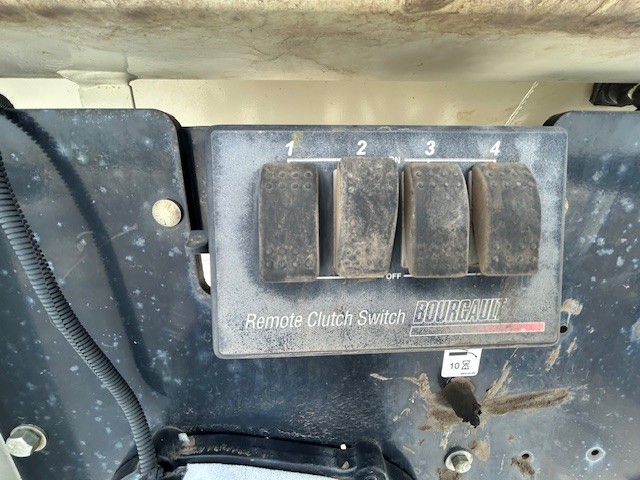 1 2 3 4
OFF
Remote Clutch Switch BOURGAULT
10